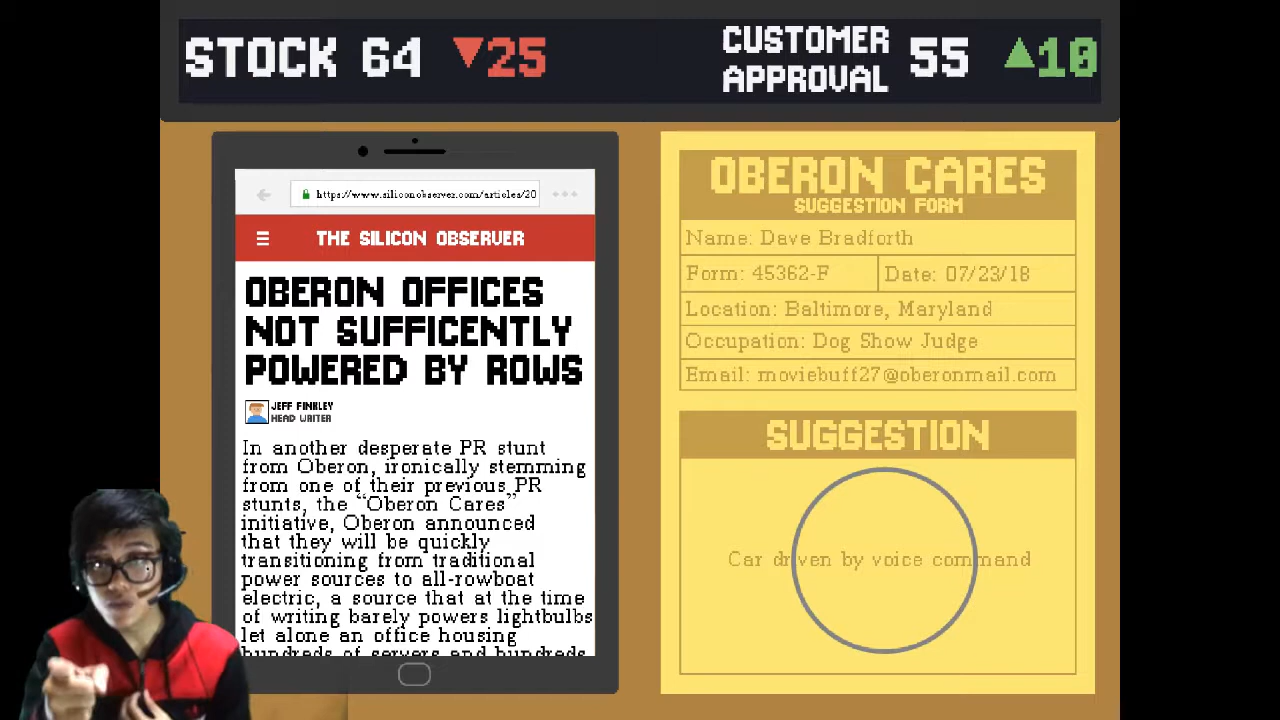 STOCK 64 ▼25
CUSTOMER APPROVAL 55 ▲10
https://www.siliconobserver.com/articles/20
THE SILICON OBSERVER
OBERON OFFICES
NOT SUFFICENTLY
POWERED BY ROWS
JEFF FINKLEY
HEAD WRITER
In another desperate PR stunt
from Oberon, ironically stemming
from one of their previous PR
stunts, the “Oberon Cares”
initiative, Oberon announced
that they will be quickly
transitioning from traditional
power sources to all-rowboat
electric, a source that at the time
of writing barely powers lightbulbs
let alone an office housing
hundreds of servers and hundreds
OBERON CARES
SUGGESTION FORM
Name: Dave Bradforth
Form: 45362-F
Date: 07/23/18
Location: Baltimore, Maryland
Occupation: Dog Show Judge
Email: moviebuff27@oberonmail.com
SUGGESTION
Car driven by voice command